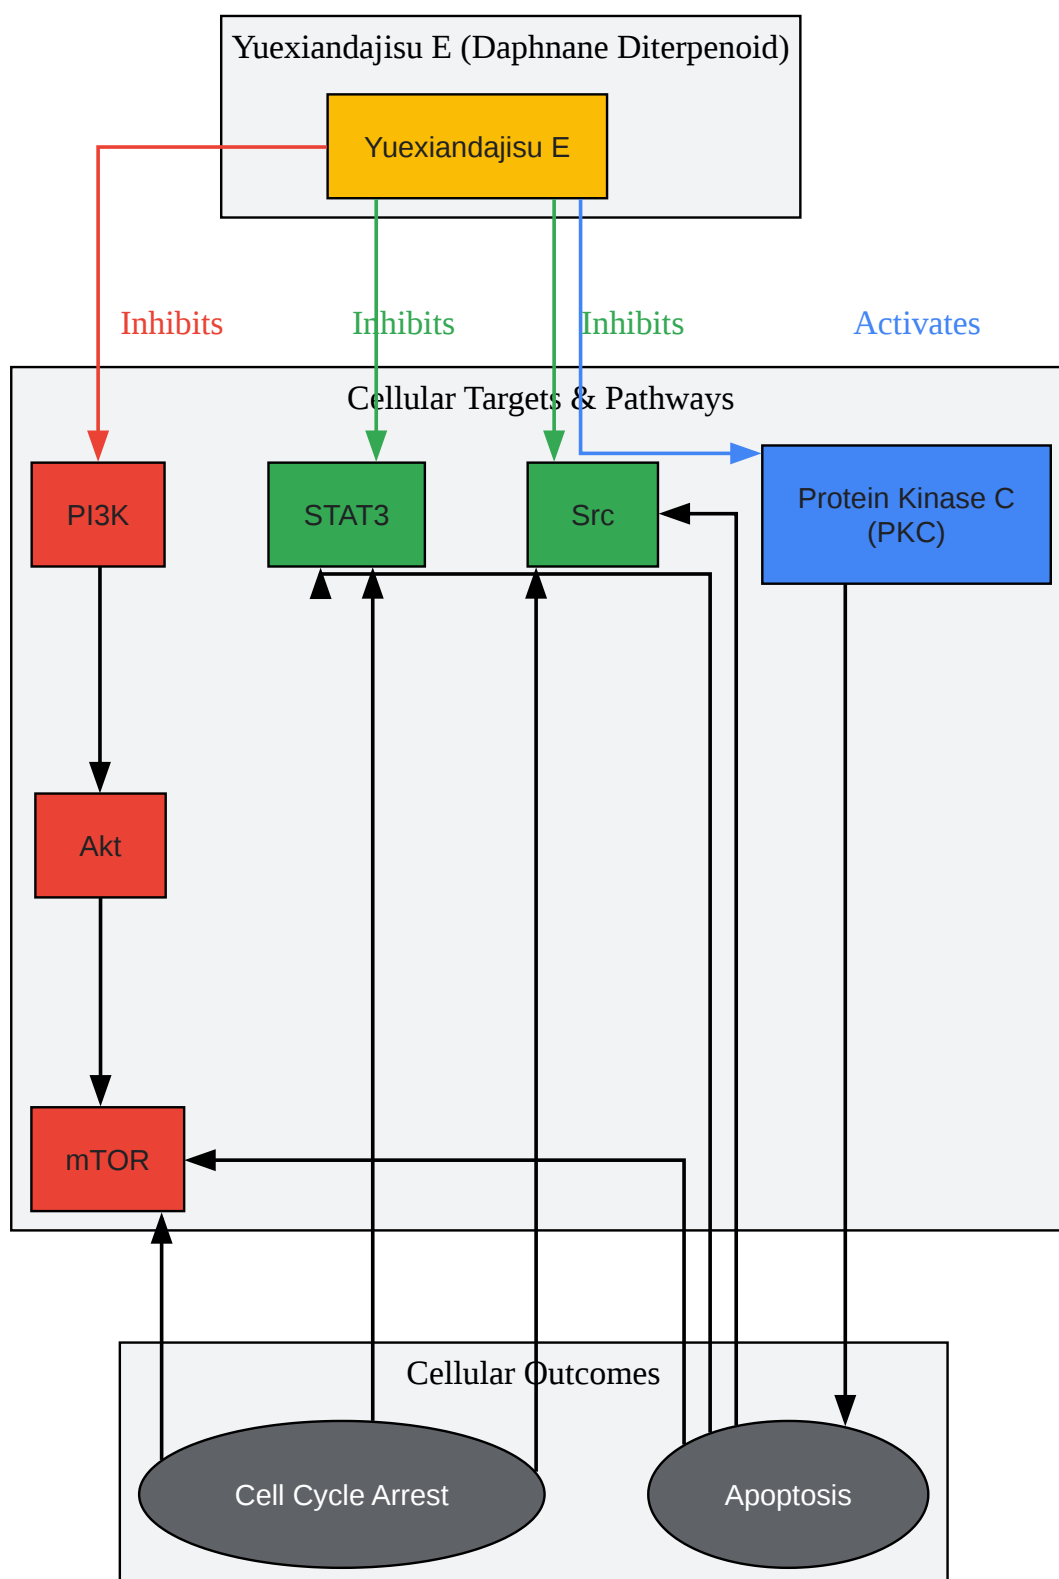 Yuexiandajisu E (Daphnane Diterpenoid)
Yuexiandajisu E
Inhibits
Inhibits
Inhibits
Activates
Cellular Targets & Pathways
PI3K
STAT3
Src
Protein Kinase C
(PKC)
Akt
mTOR
Cellular Outcomes
Cell Cycle Arrest
Apoptosis